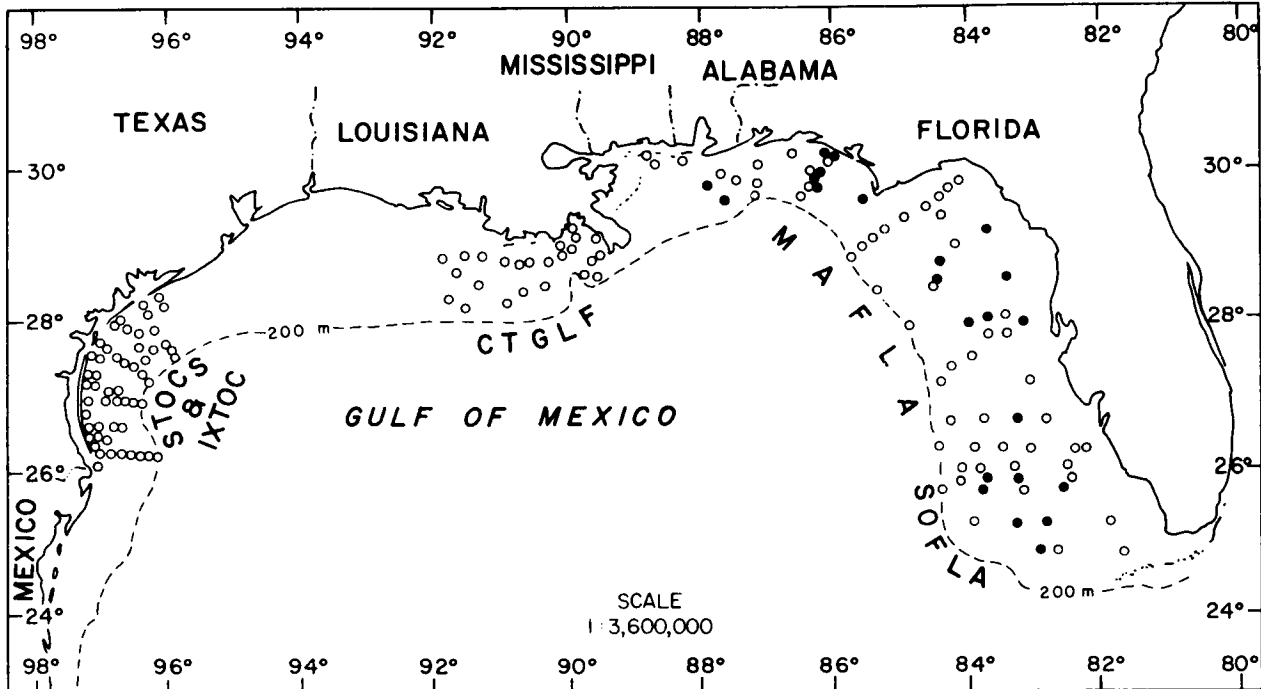 98° 96° 94° 92° 90° 88° 86° 84° 82° 80°
MISSISSIPPI ALABAMA
TEXAS LOUISIANA FLORIDA
30° 30°
MAFLA
28° 28°
200 m
CTGLF
STOCS
&
IXTOC
GULF OF MEXICO
26° 26°
SOFLA
MEXICO
200 m
24° 24°
SCALE
1:3,600,000
98° 96° 94° 92° 90° 88° 86° 84° 82° 80°